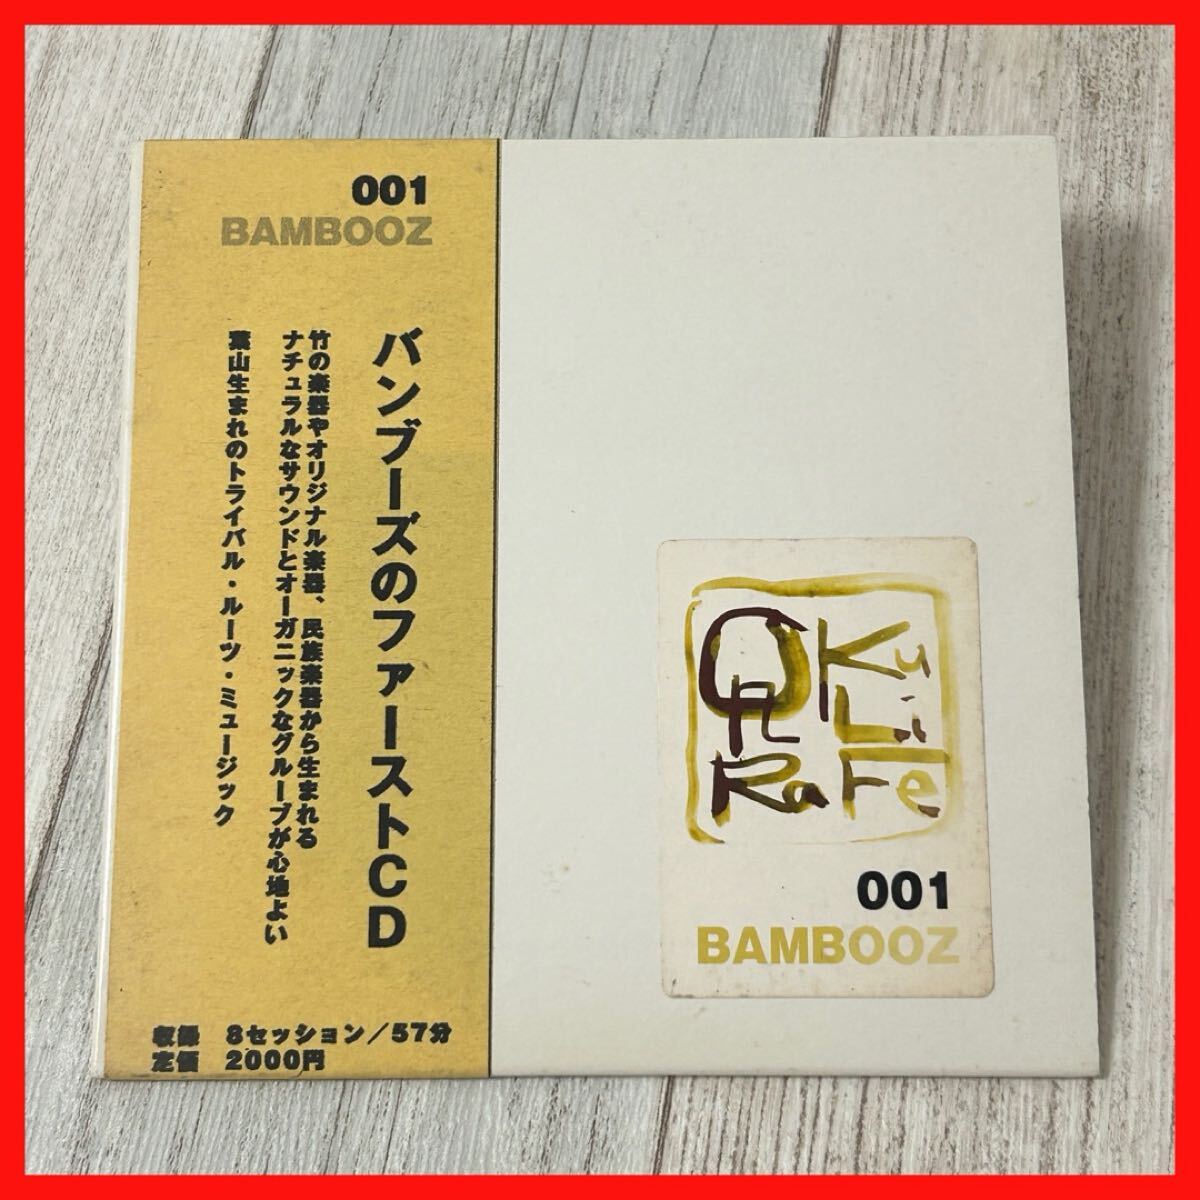 001
BAMBOOZ
バンブーズのファーストCD
竹の楽器やオリジナル楽器、民族楽器から生まれる
ナチュラルなサウンドとオーガニックなグルーブが心地よい
葉山生まれのトライバル・ルーツ・ミュージック
収録 8セッション／57分
定価 2000円
001
BAMBOOZ